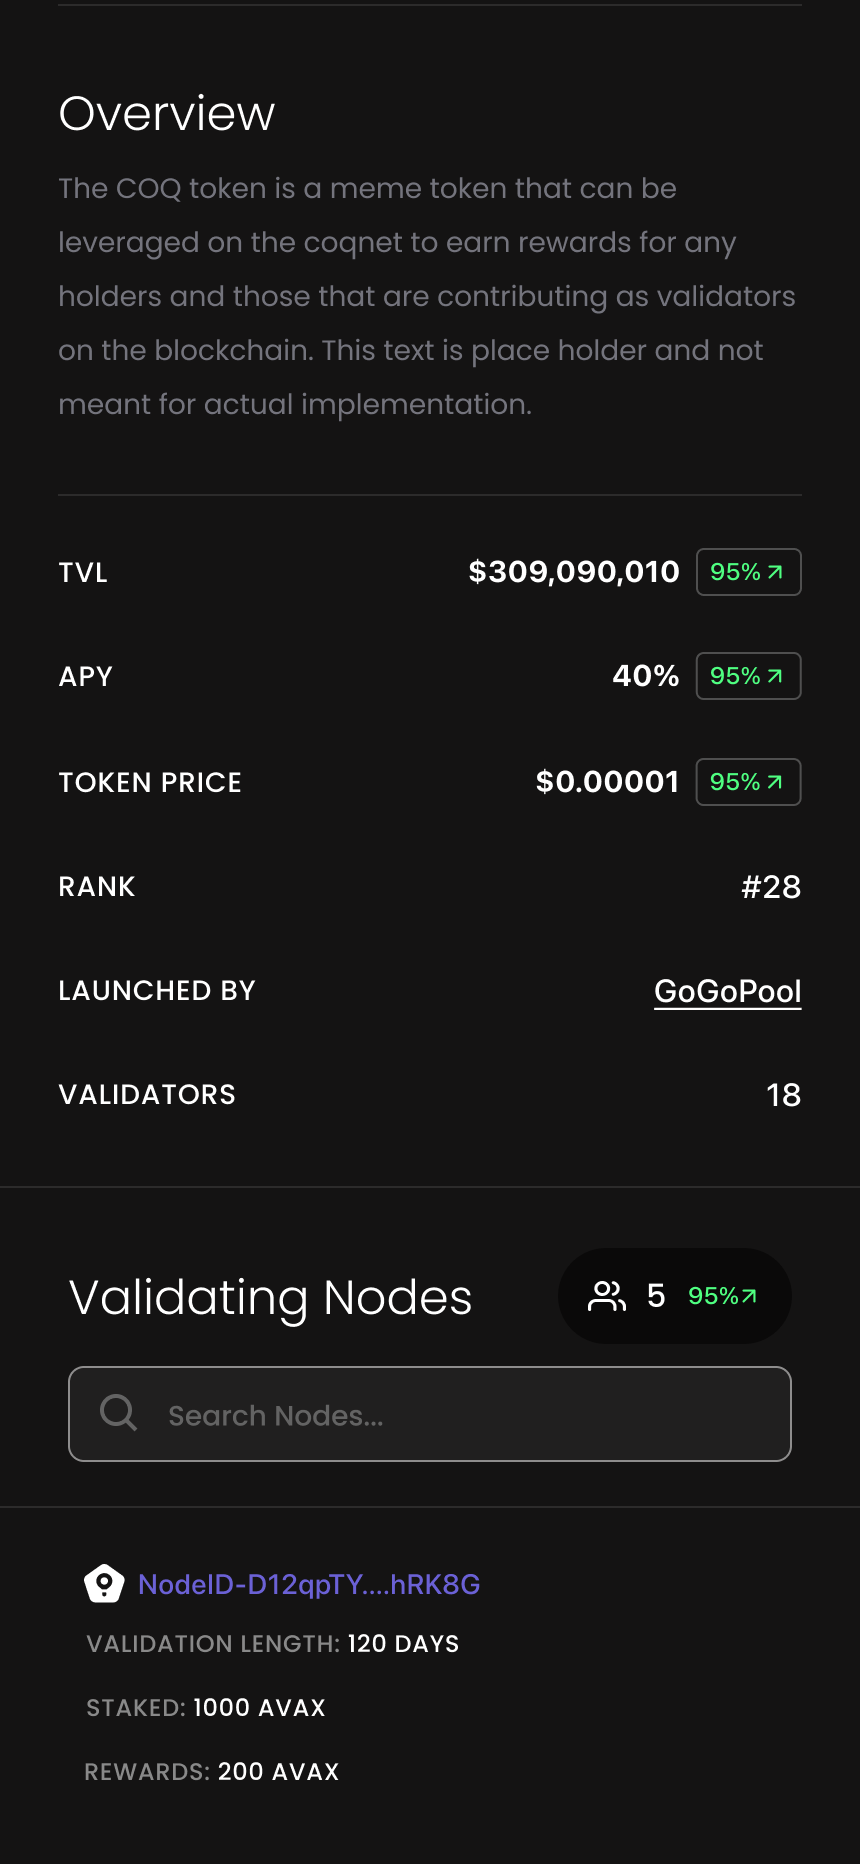 Overview
The COQ token is a meme token that can be
leveraged on the coqnet to earn rewards for any
holders and those that are contributing as validators
on the blockchain. This text is place holder and not
meant for actual implementation.
TVL $309,090,010 95%
APY 40% 95%
TOKEN PRICE $0.00001 95%
RANK #28
LAUNCHED BY GoGoPool
VALIDATORS 18
Validating Nodes 5 95%
Search Nodes...
NodeID-D12qpTY....hRK8G
VALIDATION LENGTH: 120 DAYS
STAKED: 1000 AVAX
REWARDS: 200 AVAX